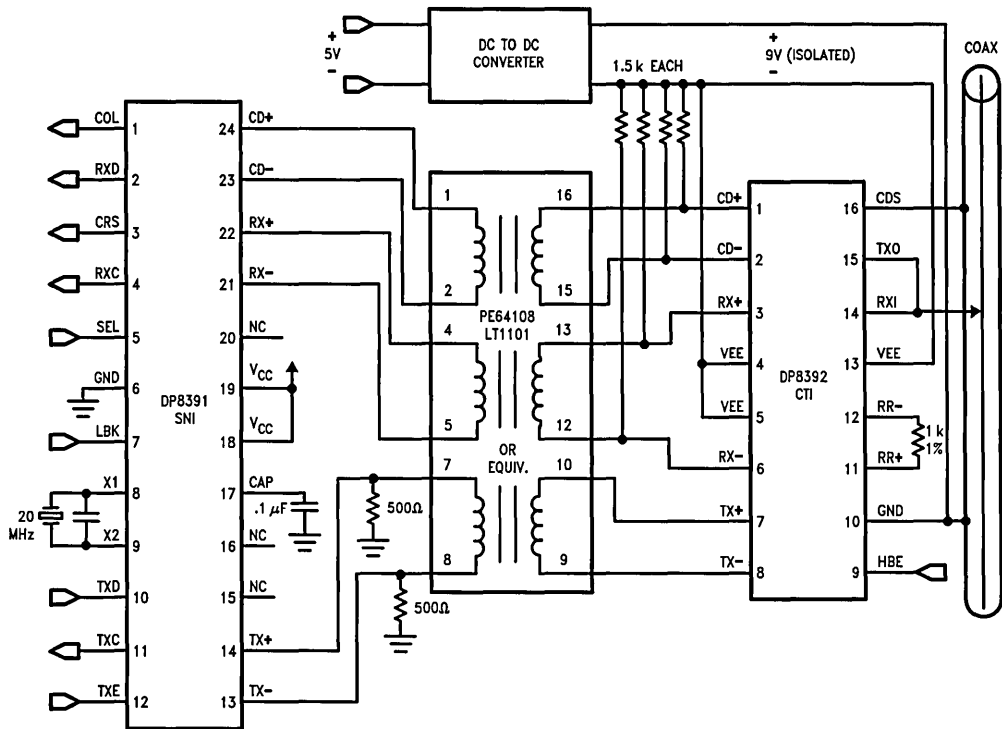 +
5V
-
DC TO DC
CONVERTER
+
9V (ISOLATED)
-
1.5 k EACH
COAX
COL 1
RXD 2
CRS 3
RXC 4
SEL 5
GND 6
LBK 7
X1 8
20
MHz
X2 9
TXD 10
TXC 11
TXE 12
DP8391
SNI
24 CD+
23 CD-
22 RX+
21 RX-
20 NC
19 VCC
18 VCC
17 CAP
.1 µF
16 NC
15 NC
14 TX+
13 TX-
500Ω
500Ω
1 16
2 15
PE64108
LT1101
4 13
5 12
OR
EQUIV.
7 10
8 9
CD+ 1
CD- 2
RX+ 3
VEE 4
VEE 5
RX- 6
TX+ 7
TX- 8
DP8392
CTI
16 CDS
15 TXO
14 RXI
13 VEE
12 RR-
1 k
1%
11 RR+
10 GND
9 HBE